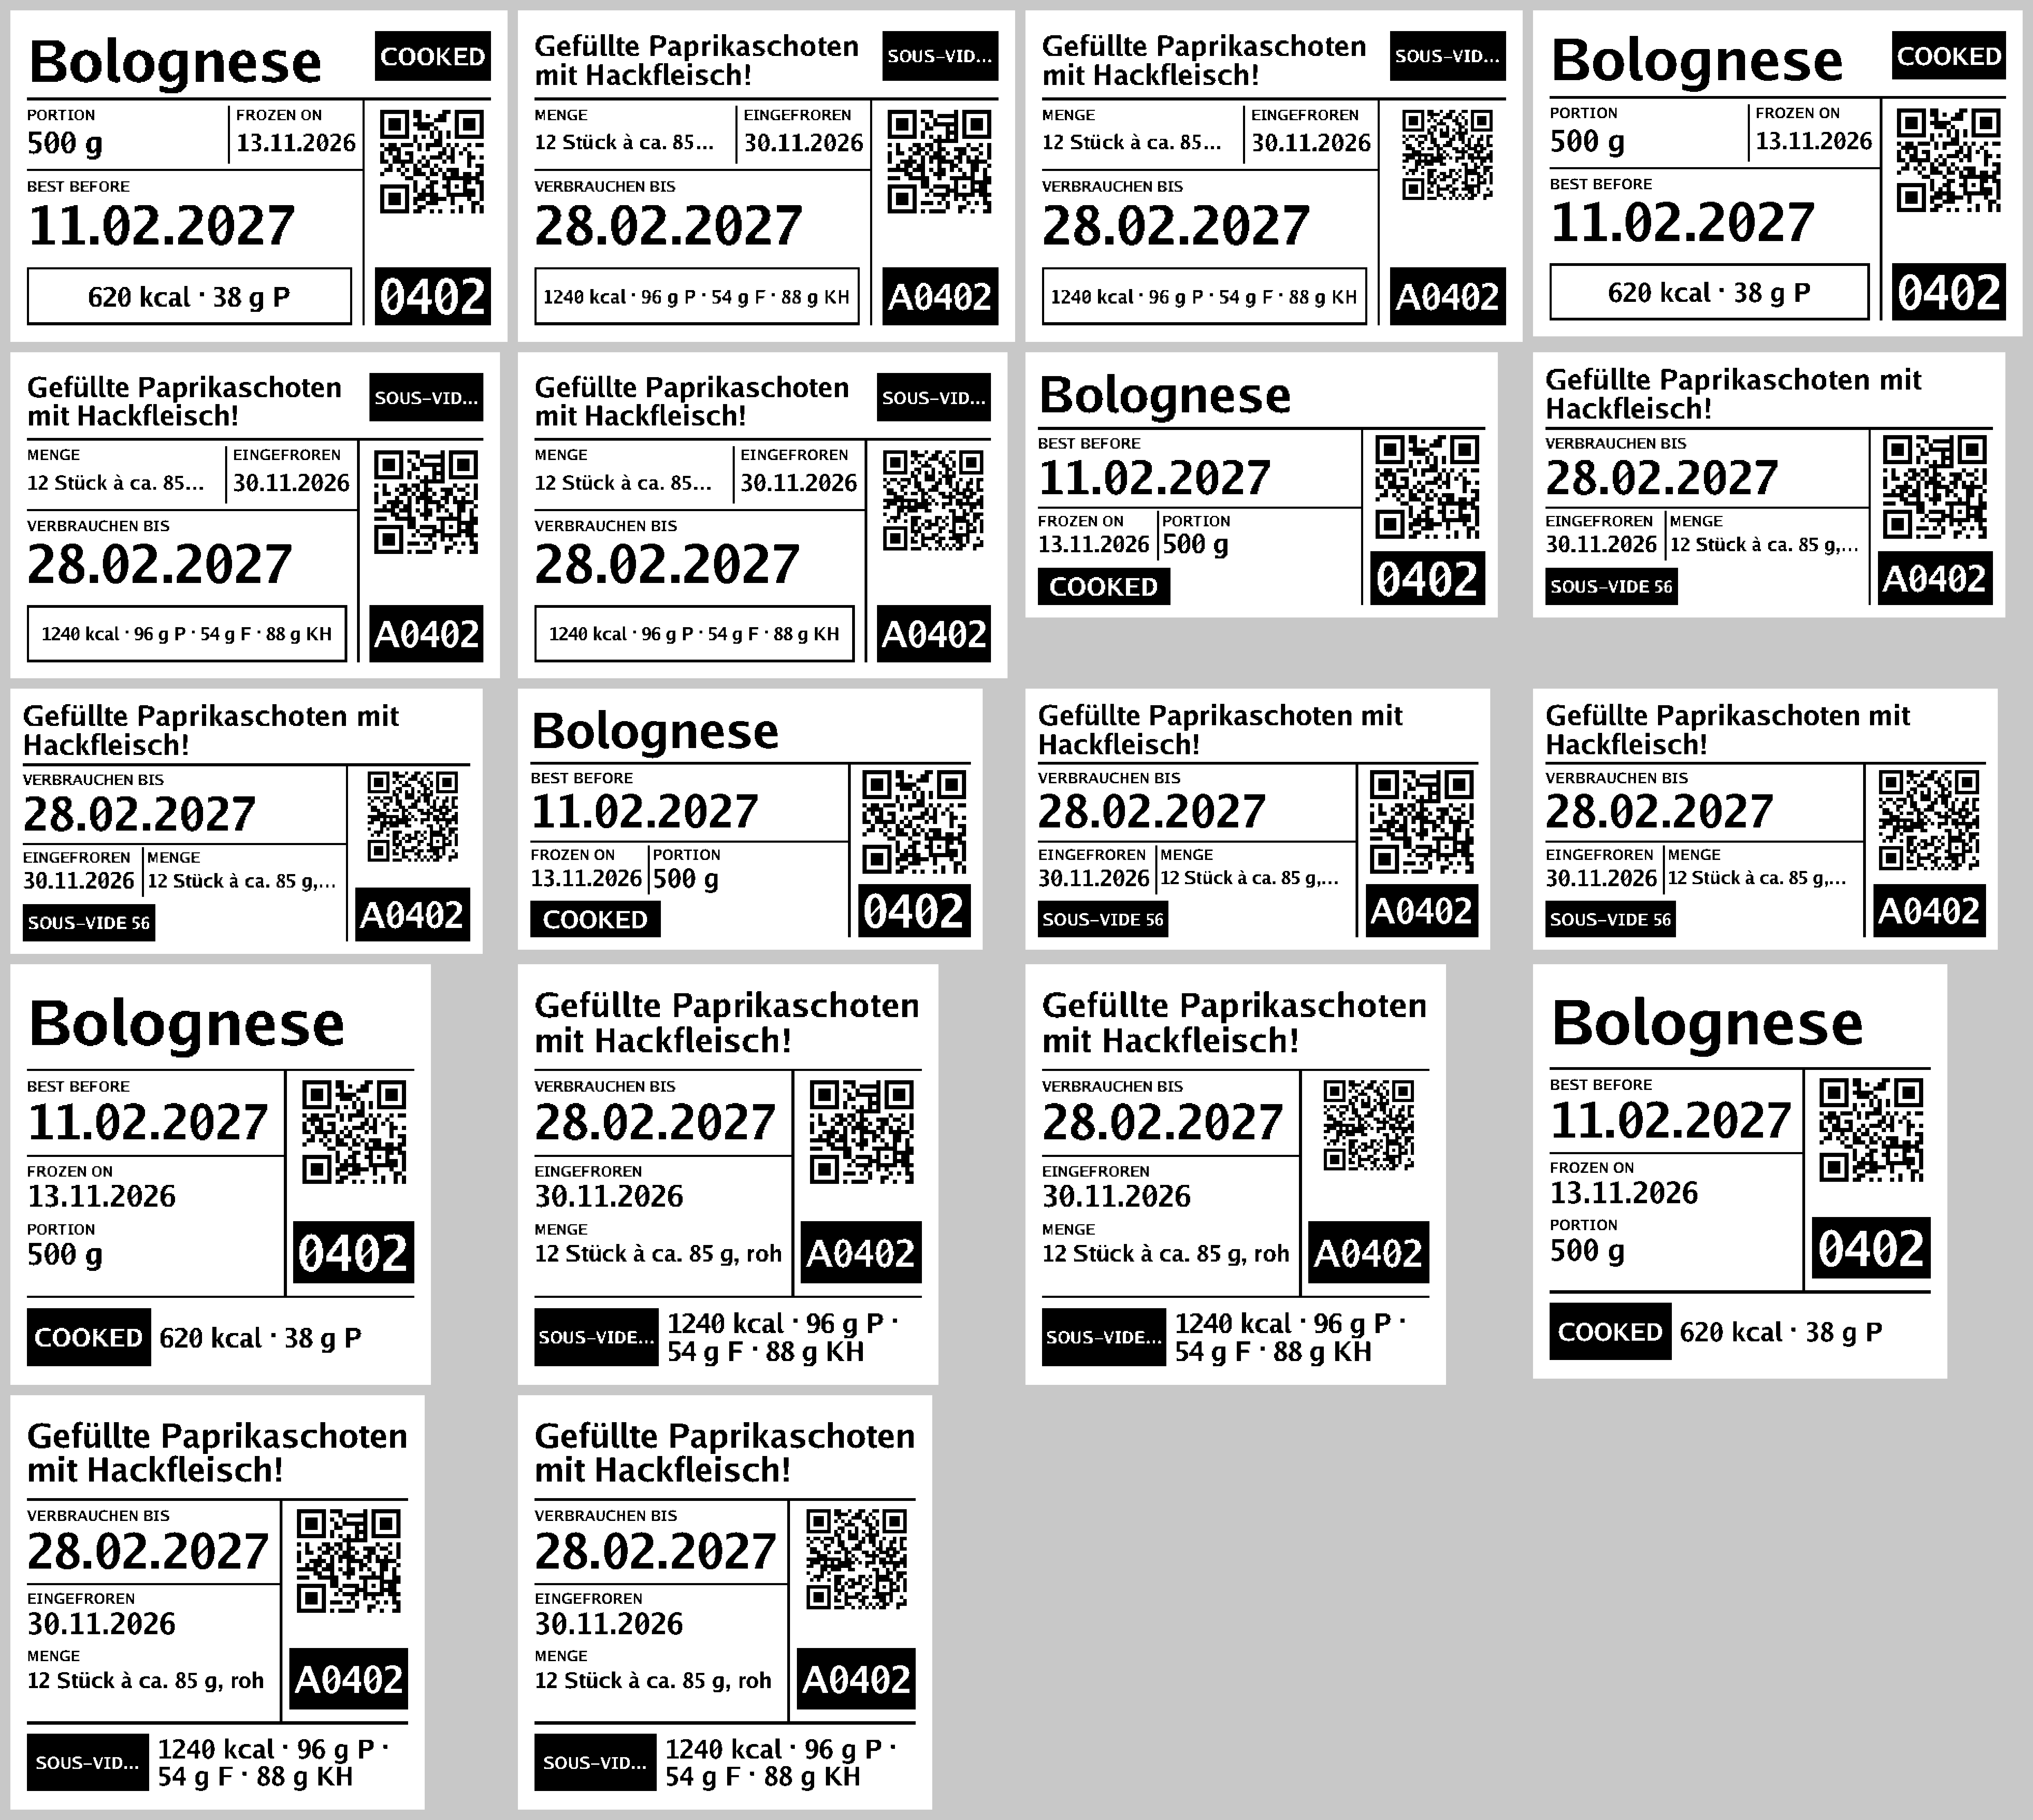 Bolognese
COOKED
PORTION
500 g
FROZEN ON
13.11.2026
BEST BEFORE
11.02.2027
620 kcal · 38 g P
0402
Gefüllte Paprikaschoten
mit Hackfleisch!
SOUS-VID...
MENGE
12 Stück à ca. 85...
EINGEFROREN
30.11.2026
VERBRAUCHEN BIS
28.02.2027
1240 kcal · 96 g P · 54 g F · 88 g KH
A0402
Gefüllte Paprikaschoten
mit Hackfleisch!
SOUS-VID...
MENGE
12 Stück à ca. 85...
EINGEFROREN
30.11.2026
VERBRAUCHEN BIS
28.02.2027
1240 kcal · 96 g P · 54 g F · 88 g KH
A0402
Bolognese
COOKED
PORTION
500 g
FROZEN ON
13.11.2026
BEST BEFORE
11.02.2027
620 kcal · 38 g P
0402
Gefüllte Paprikaschoten
mit Hackfleisch!
SOUS-VID...
MENGE
12 Stück à ca. 85...
EINGEFROREN
30.11.2026
VERBRAUCHEN BIS
28.02.2027
1240 kcal · 96 g P · 54 g F · 88 g KH
A0402
Gefüllte Paprikaschoten
mit Hackfleisch!
SOUS-VID...
MENGE
12 Stück à ca. 85...
EINGEFROREN
30.11.2026
VERBRAUCHEN BIS
28.02.2027
1240 kcal · 96 g P · 54 g F · 88 g KH
A0402
Bolognese
BEST BEFORE
11.02.2027
FROZEN ON
13.11.2026
PORTION
500 g
COOKED
0402
Gefüllte Paprikaschoten mit
Hackfleisch!
VERBRAUCHEN BIS
28.02.2027
EINGEFROREN
30.11.2026
MENGE
12 Stück à ca. 85 g,...
SOUS-VIDE 56
A0402
Gefüllte Paprikaschoten mit
Hackfleisch!
VERBRAUCHEN BIS
28.02.2027
EINGEFROREN
30.11.2026
MENGE
12 Stück à ca. 85 g,...
SOUS-VIDE 56
A0402
Bolognese
BEST BEFORE
11.02.2027
FROZEN ON
13.11.2026
PORTION
500 g
COOKED
0402
Gefüllte Paprikaschoten mit
Hackfleisch!
VERBRAUCHEN BIS
28.02.2027
EINGEFROREN
30.11.2026
MENGE
12 Stück à ca. 85 g,...
SOUS-VIDE 56
A0402
Gefüllte Paprikaschoten mit
Hackfleisch!
VERBRAUCHEN BIS
28.02.2027
EINGEFROREN
30.11.2026
MENGE
12 Stück à ca. 85 g,...
SOUS-VIDE 56
A0402
Bolognese
BEST BEFORE
11.02.2027
FROZEN ON
13.11.2026
PORTION
500 g
0402
COOKED
620 kcal · 38 g P
Gefüllte Paprikaschoten
mit Hackfleisch!
VERBRAUCHEN BIS
28.02.2027
EINGEFROREN
30.11.2026
MENGE
12 Stück à ca. 85 g, roh
A0402
SOUS-VIDE...
1240 kcal · 96 g P ·
54 g F · 88 g KH
Gefüllte Paprikaschoten
mit Hackfleisch!
VERBRAUCHEN BIS
28.02.2027
EINGEFROREN
30.11.2026
MENGE
12 Stück à ca. 85 g, roh
A0402
SOUS-VIDE...
1240 kcal · 96 g P ·
54 g F · 88 g KH
Bolognese
BEST BEFORE
11.02.2027
FROZEN ON
13.11.2026
PORTION
500 g
0402
COOKED
620 kcal · 38 g P
Gefüllte Paprikaschoten
mit Hackfleisch!
VERBRAUCHEN BIS
28.02.2027
EINGEFROREN
30.11.2026
MENGE
12 Stück à ca. 85 g, roh
A0402
SOUS-VID...
1240 kcal · 96 g P ·
54 g F · 88 g KH
Gefüllte Paprikaschoten
mit Hackfleisch!
VERBRAUCHEN BIS
28.02.2027
EINGEFROREN
30.11.2026
MENGE
12 Stück à ca. 85 g, roh
A0402
SOUS-VID...
1240 kcal · 96 g P ·
54 g F · 88 g KH